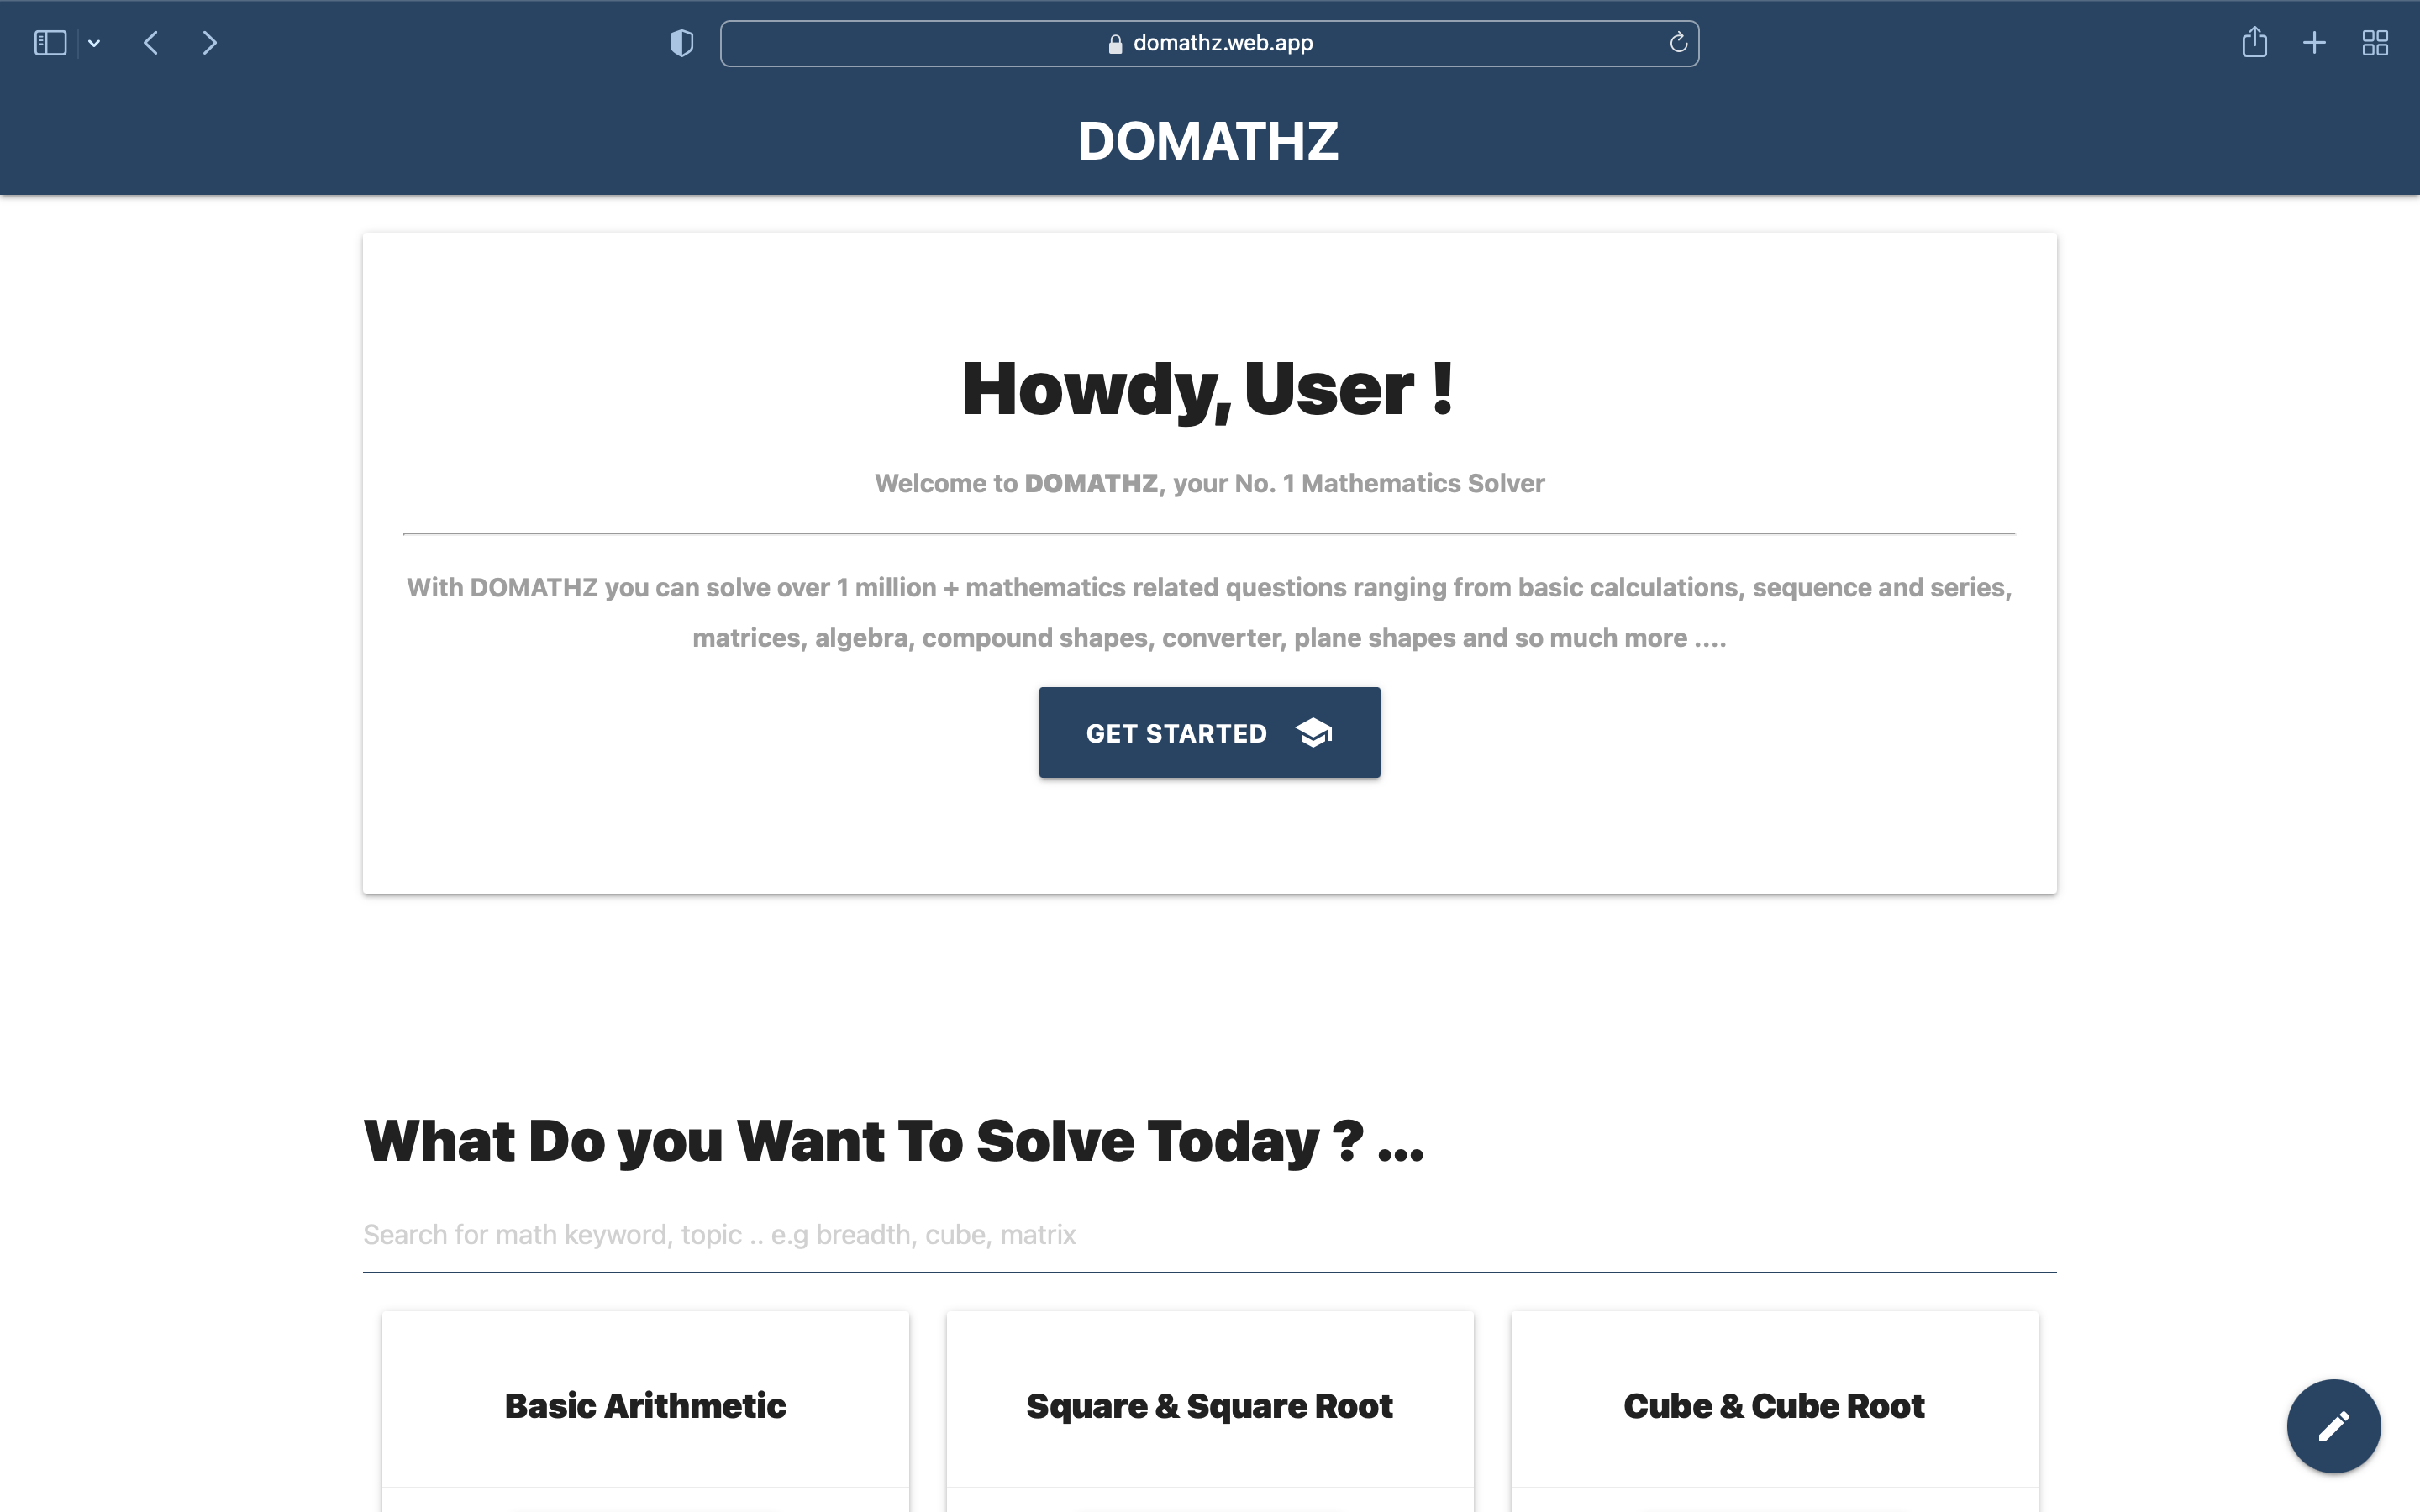 domathz.web.app
DOMATHZ
Howdy, User !
Welcome to DOMATHZ, your No. 1 Mathematics Solver
With DOMATHZ you can solve over 1 million + mathematics related questions ranging from basic calculations, sequence and series,
matrices, algebra, compound shapes, converter, plane shapes and so much more ....
GET STARTED
What Do you Want To Solve Today ? ...
Search for math keyword, topic .. e.g breadth, cube, matrix
Basic Arithmetic
Square & Square Root
Cube & Cube Root